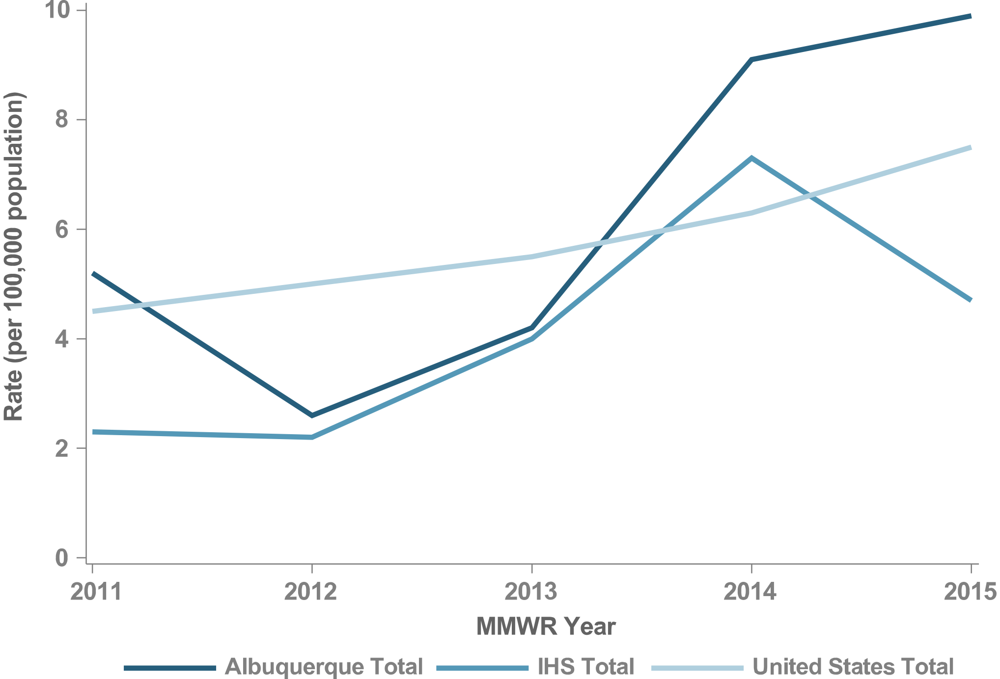 10
8
6
4
2
0
Rate (per 100,000 population)
2011 2012 2013 2014 2015
MMWR Year
Albuquerque Total IHS Total United States Total